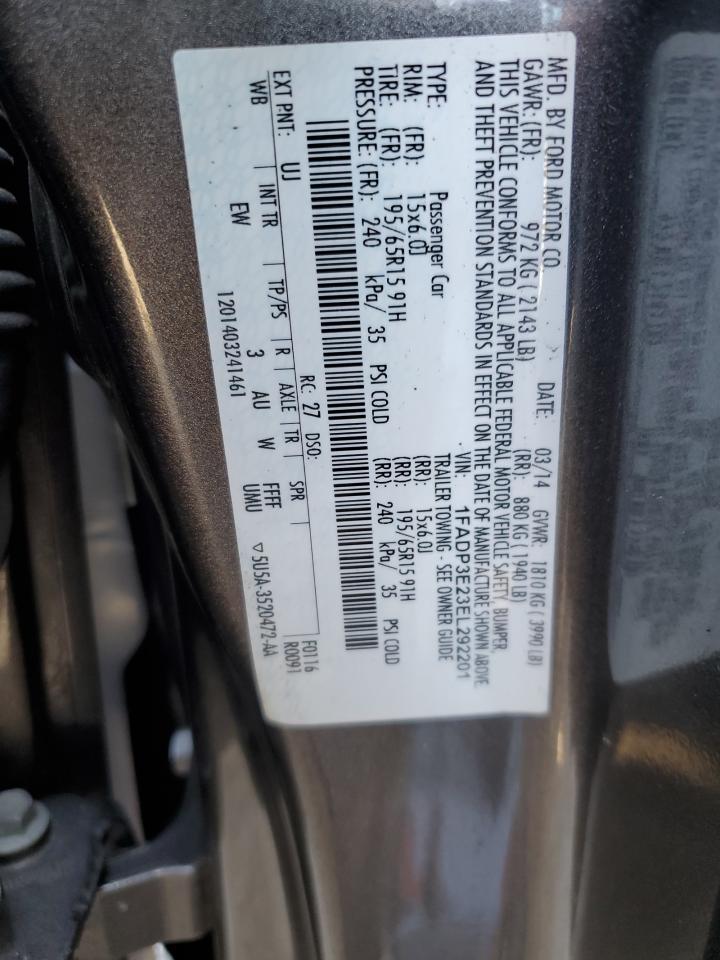 MFD. BY FORD MOTOR CO
DATE: 03/14 GVWR: 1810 KG ( 3990 LB)
GAWR: (FR): 972 KG ( 2143 LB) (RR): 880 KG ( 1940 LB)
THIS VEHICLE CONFORMS TO ALL APPLICABLE FEDERAL MOTOR VEHICLE SAFETY, BUMPER,
AND THEFT PREVENTION STANDARDS IN EFFECT ON THE DATE OF MANUFACTURE SHOWN ABOVE
VIN: 1FADP3E23EL292201
TYPE: Passenger Car TRAILER TOWING - SEE OWNER GUIDE
RIM: (FR): 15x6.0J (RR): 15x6.0J
TIRE: (FR): 195/65R15 91H (RR): 195/65R15 91H
PRESSURE: (FR): 240 kPa/ 35 PSI COLD (RR): 240 kPa/ 35 PSI COLD
EXT PNT: UJ RC: 27 DSO: F0116
WB INT TR TP/PS R AXLE TR SPR R0091
EW 3 AU W FFFF UMU
1201403241461 ▽ 5U5A-3520472-AA